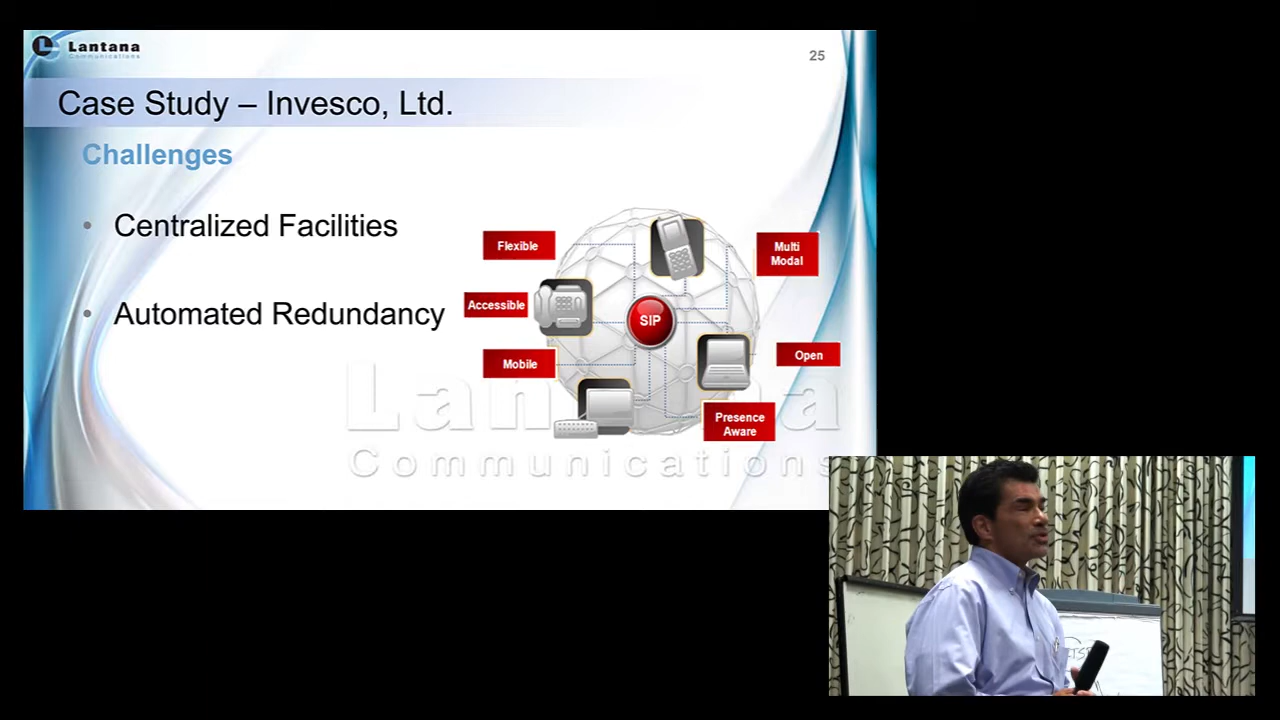 Lantana
Communications
25
Case Study – Invesco, Ltd.
Challenges
• Centralized Facilities
• Automated Redundancy
Flexible
Multi
Modal
Accessible
SIP
Mobile
Open
Presence
Aware
Lantana
Communications